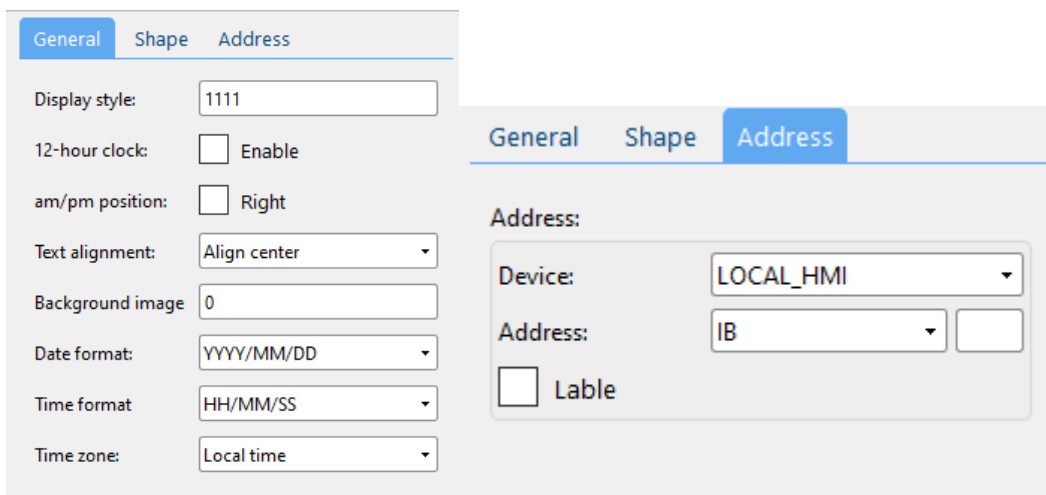 General Shape Address
Display style: 1111
12-hour clock: Enable
am/pm position: Right
Text alignment: Align center
Background image 0
Date format: YYYY/MM/DD
Time format HH/MM/SS
Time zone: Local time
General Shape Address
Address:
Device: LOCAL_HMI
Address: IB
Lable